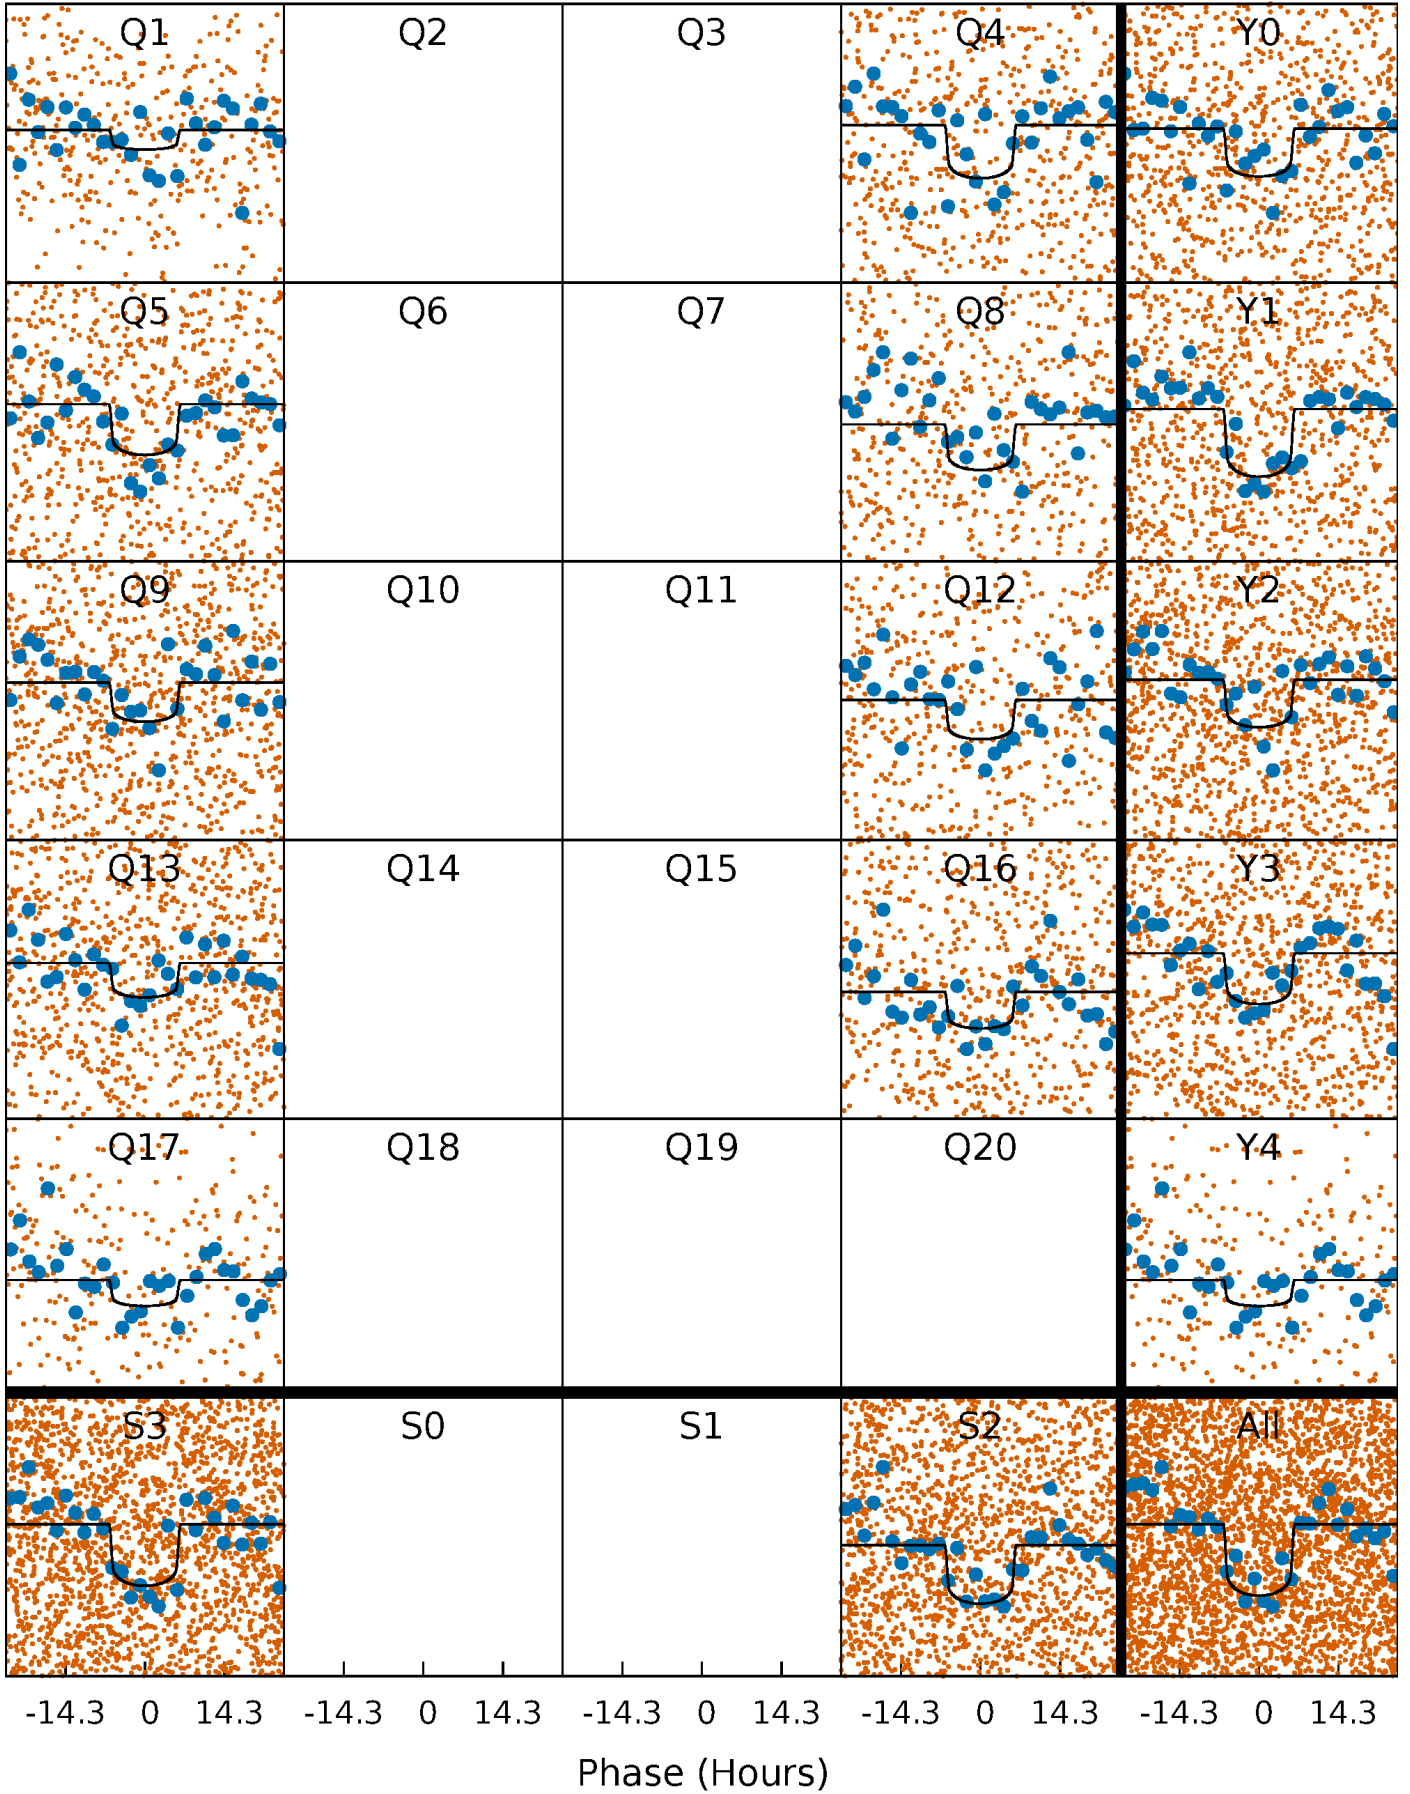 Q1 Q2 Q3 Q4 Y0
Q5 Q6 Q7 Q8 Y1
Q9 Q10 Q11 Q12 Y2
Q13 Q14 Q15 Q16 Y3
Q17 Q18 Q19 Q20 Y4
S3 S0 S1 S2 All
-14.3 0 14.3 -14.3 0 14.3 -14.3 0 14.3 -14.3 0 14.3 -14.3 0 14.3
Phase (Hours)